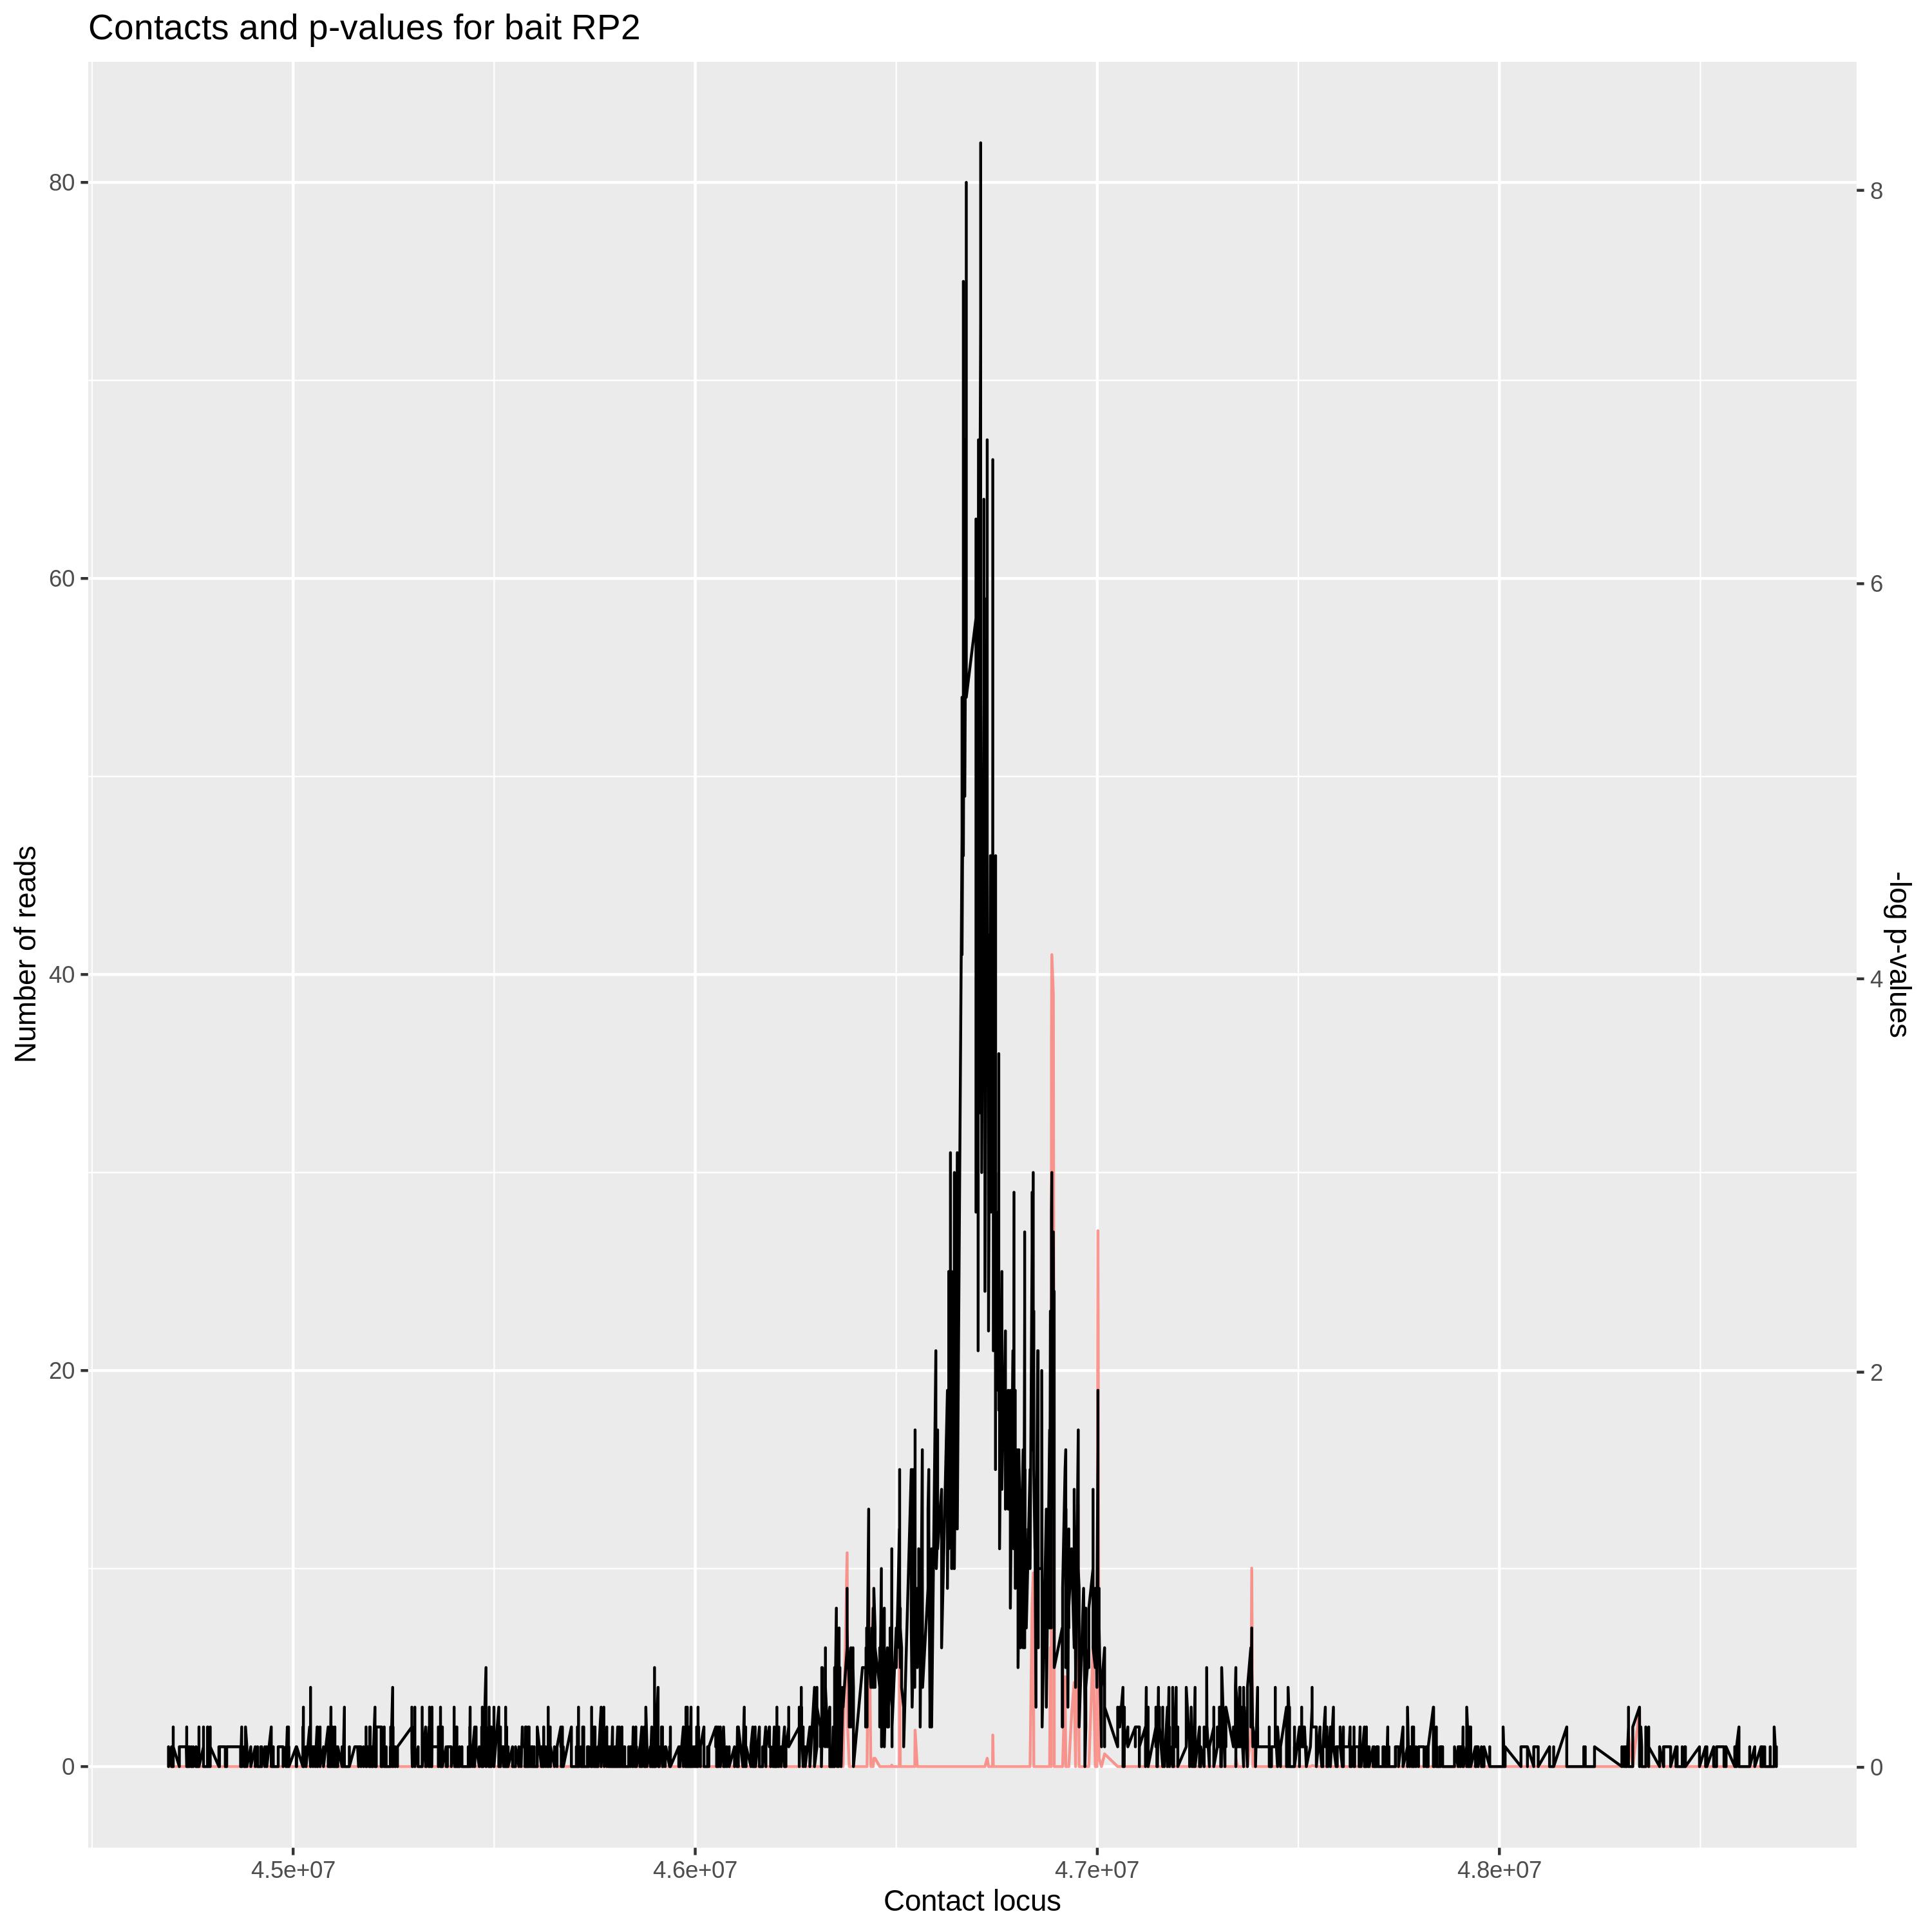 Contacts and p-values for bait RP2
80
60
40
20
0
8
6
4
2
0
Number of reads
-log p-values
4.5e+07
4.6e+07
4.7e+07
4.8e+07
Contact locus